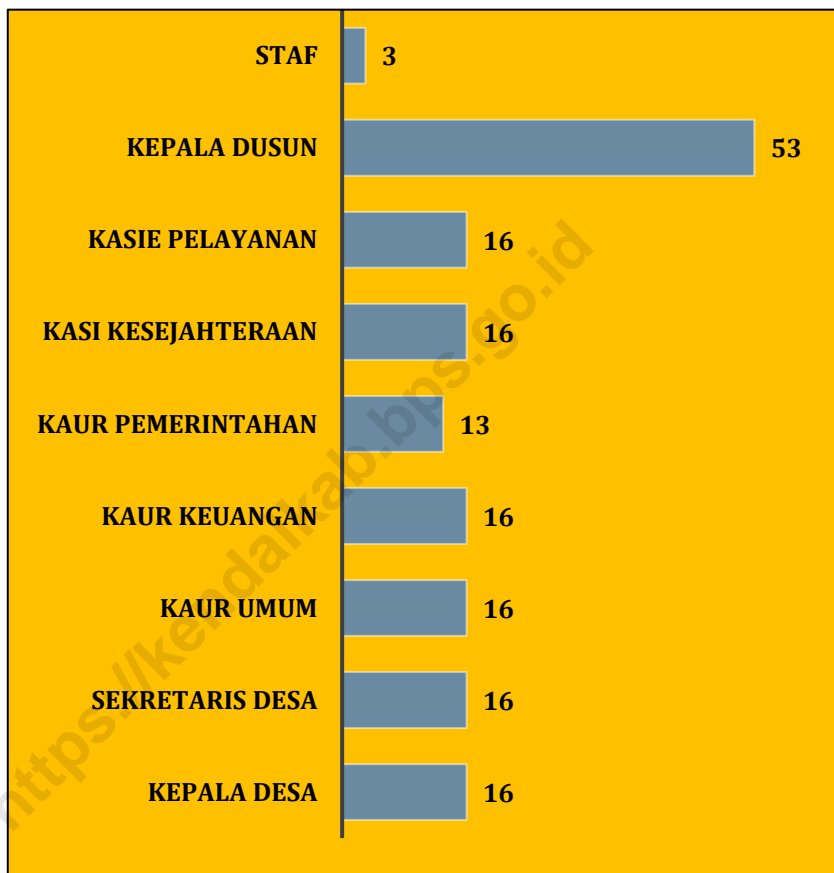 STAF 3
KEPALA DUSUN 53
KASIE PELAYANAN 16
KASI KESEJAHTERAAN 16
KAUR PEMERINTAHAN 13
KAUR KEUANGAN 16
KAUR UMUM 16
SEKRETARIS DESA 16
KEPALA DESA 16
https://kendalkab.bps.go.id